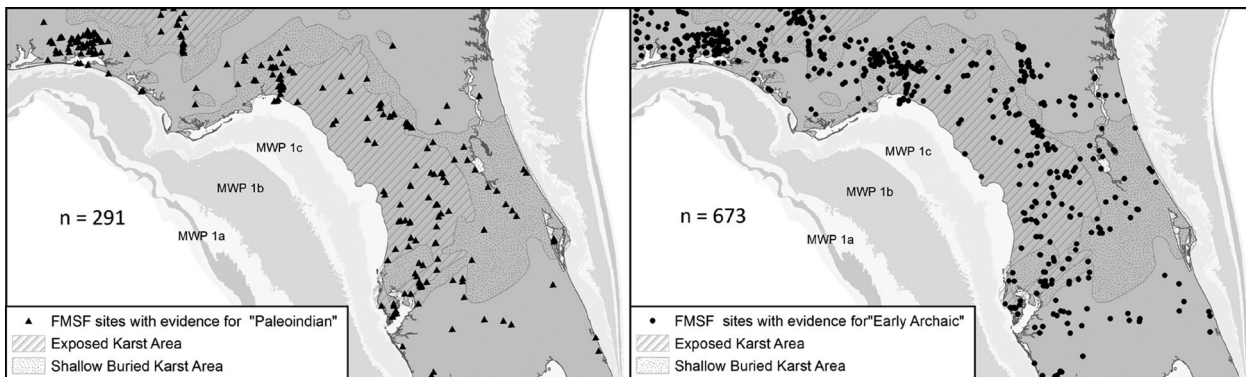 MWP 1c
MWP 1b
n = 291
MWP 1a
FMSF sites with evidence for "Paleoindian"
Exposed Karst Area
Shallow Buried Karst Area
MWP 1c
MWP 1b
n = 673
MWP 1a
FMSF sites with evidence for"Early Archaic"
Exposed Karst Area
Shallow Buried Karst Area